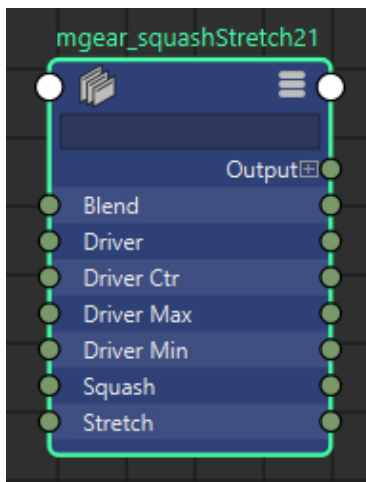 mgear_squashStretch21
Output
Blend
Driver
Driver Ctr
Driver Max
Driver Min
Squash
Stretch